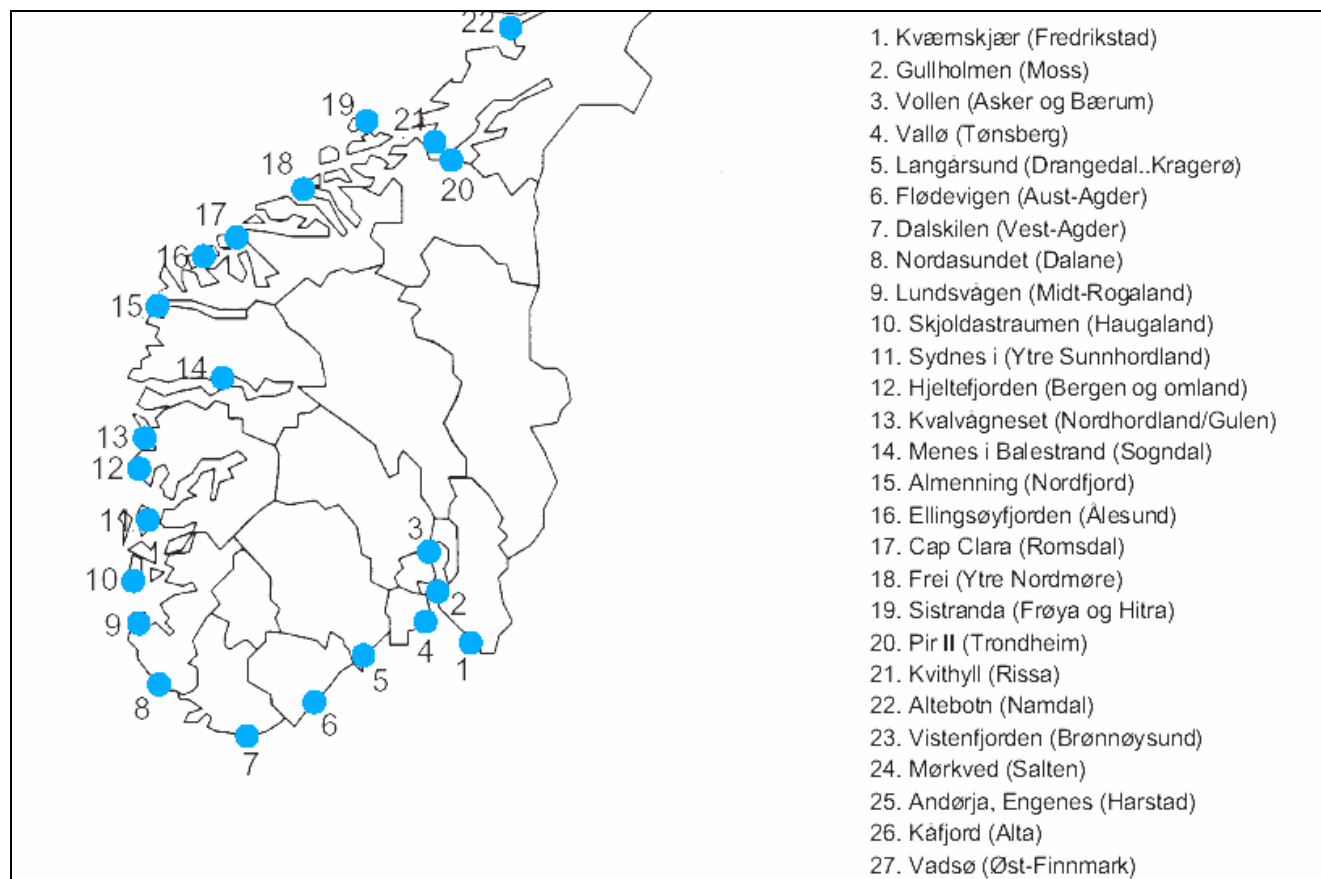 22
19
21
18
20
17
16
15
14
13
12
11
3
10
2
9
4
1
5
8
6
7
1. Kværnskjær (Fredrikstad)
2. Gullholmen (Moss)
3. Vollen (Asker og Bærum)
4. Vallø (Tønsberg)
5. Langårsund (Drangedal..Kragerø)
6. Flødevigen (Aust-Agder)
7. Dalskilen (Vest-Agder)
8. Nordasundet (Dalane)
9. Lundsvågen (Midt-Rogaland)
10. Skjoldastraumen (Haugaland)
11. Sydnes i (Ytre Sunnhordland)
12. Hjeltefjorden (Bergen og omland)
13. Kvalvågneset (Nordhordland/Gulen)
14. Menes i Balestrand (Sogndal)
15. Almenning (Nordfjord)
16. Ellingsøyfjorden (Ålesund)
17. Cap Clara (Romsdal)
18. Frei (Ytre Nordmøre)
19. Sistranda (Frøya og Hitra)
20. Pir II (Trondheim)
21. Kvithyll (Rissa)
22. Altebotn (Namdal)
23. Vistenfjorden (Brønnøysund)
24. Mørkved (Salten)
25. Andørja, Engenes (Harstad)
26. Kåfjord (Alta)
27. Vadsø (Øst-Finnmark)